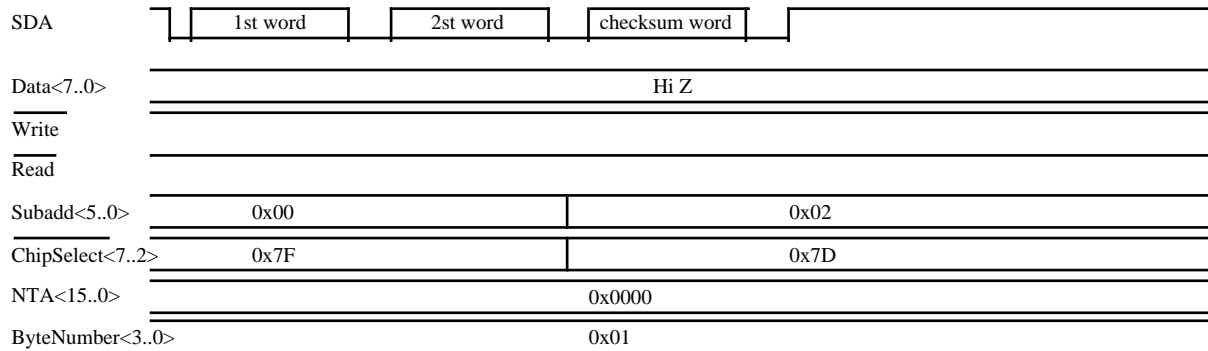 SDA 1st word 2st word checksum word
Data<7..0> Hi Z
Write
Read
Subadd<5..0> 0x00 0x02
ChipSelect<7..2> 0x7F 0x7D
NTA<15..0> 0x0000
ByteNumber<3..0> 0x01